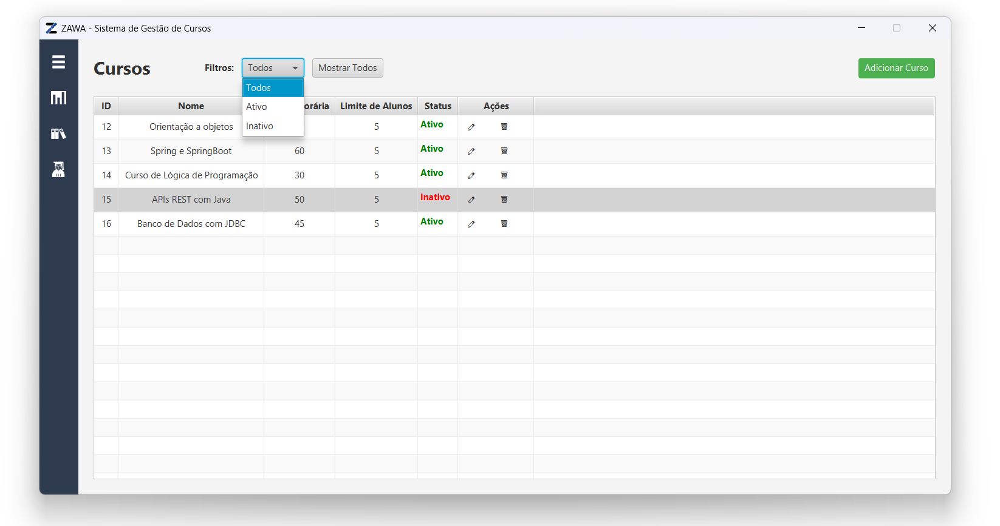 ZAWA - Sistema de Gestão de Cursos
Cursos Filtros: Todos Mostrar Todos Adicionar Curso
Todos
Ativo
Inativo
ID Nome orária Limite de Alunos Status Ações
12 Orientação a objetos 5 Ativo
13 Spring e SpringBoot 60 5 Ativo
14 Curso de Lógica de Programação 30 5 Ativo
15 APIs REST com Java 50 5 Inativo
16 Banco de Dados com JDBC 45 5 Ativo